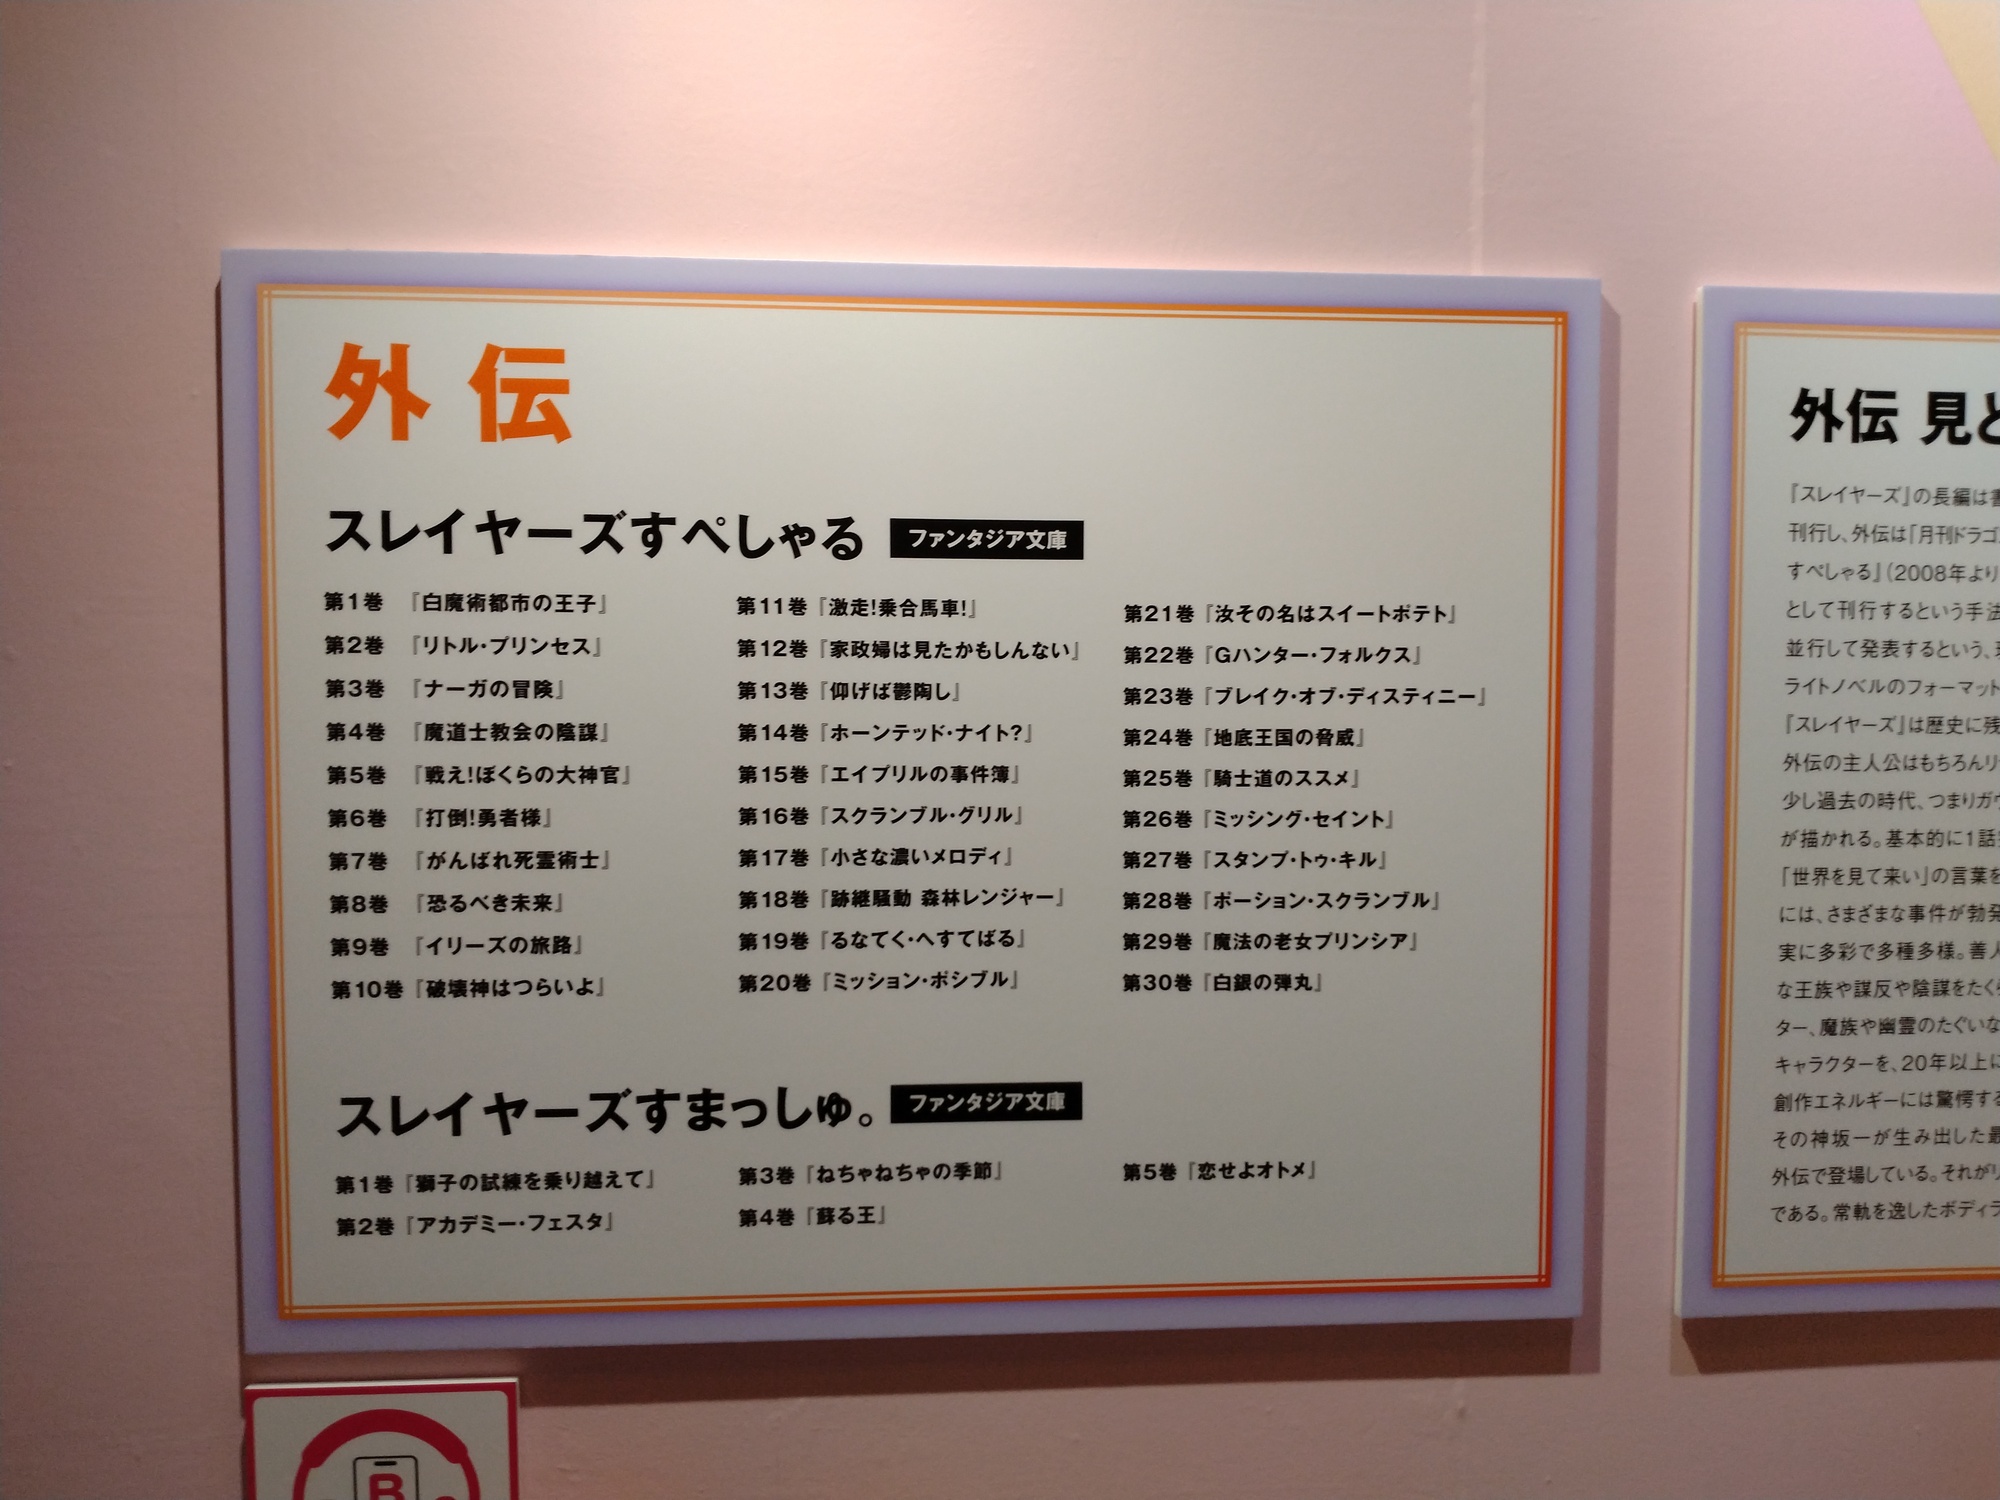 外伝
スレイヤーズすぺしゃる ファンタジア文庫
第1巻 『白魔術都市の王子』
第2巻 『リトル・プリンセス』
第3巻 『ナーガの冒険』
第4巻 『魔道士教会の陰謀』
第5巻 『戦え!ぼくらの大神官』
第6巻 『打倒!勇者様』
第7巻 『がんばれ死霊術士』
第8巻 『恐るべき未来』
第9巻 『イリーズの旅路』
第10巻 『破壊神はつらいよ』
第11巻 『激走!乗合馬車!』
第12巻 『家政婦は見たかもしんない』
第13巻 『仰げば鬱陶し』
第14巻 『ホーンテッド・ナイト?』
第15巻 『エイプリルの事件簿』
第16巻 『スクランブル・グリル』
第17巻 『小さな濃いメロディ』
第18巻 『跡継騒動 森林レンジャー』
第19巻 『るなてく・へすてばる』
第20巻 『ミッション・ポシブル』
第21巻 『汝その名はスイートポテト』
第22巻 『Gハンター・フォルクス』
第23巻 『ブレイク・オブ・ディスティニー』
第24巻 『地底王国の脅威』
第25巻 『騎士道のススメ』
第26巻 『ミッシング・セイント』
第27巻 『スタンプ・トゥ・キル』
第28巻 『ポーション・スクランブル』
第29巻 『魔法の老女プリンシア』
第30巻 『白銀の弾丸』
スレイヤーズすまっしゅ。 ファンタジア文庫
第1巻 『獅子の試練を乗り越えて』
第2巻 『アカデミー・フェスタ』
第3巻 『ねちゃねちゃの季節』
第4巻 『蘇る王』
第5巻 『恋せよオトメ』
外伝 見ど
『スレイヤーズ』の長編は書
刊行し、外伝は「月刊ドラゴ
すぺしゃる』(2008年より
として刊行するという手法
並行して発表するという、
ライトノベルのフォーマット
『スレイヤーズ』は歴史に残
外伝の主人公はもちろんリ
少し過去の時代、つまりガウ
が描かれる。基本的に1話
「世界を見て来い」の言葉を
には、さまざまな事件が勃発
実に多彩で多種多様。善人
な王族や謀反や陰謀をたくら
ター、魔族や幽霊のたぐいな
キャラクターを、20年以上に
創作エネルギーには驚愕する
その神坂一が生み出した最
外伝で登場している。それがリ
である。常軌を逸したボディラ
B